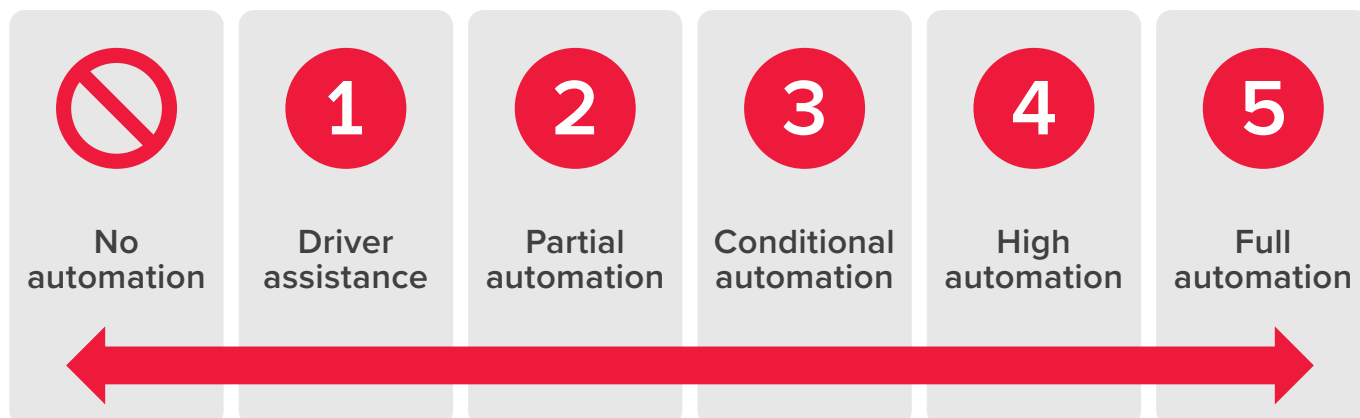 1
2
3
4
5
No
automation
Driver
assistance
Partial
automation
Conditional
automation
High
automation
Full
automation